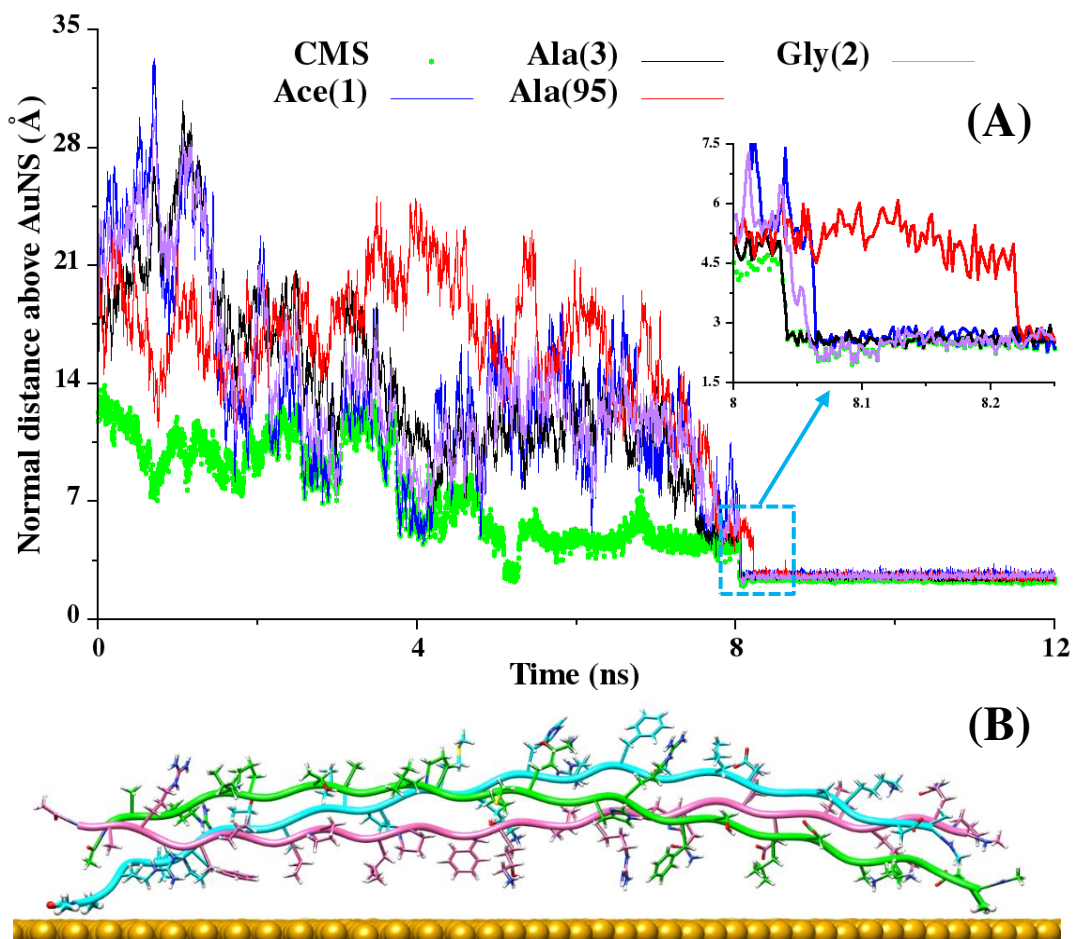 35
28
21
14
7
0
Normal distance above AuNS (Å)
CMS Ala(3) Gly(2)
Ace(1) Ala(95)
(A)
7.5
6
4.5
3
1.5
8 8.1 8.2
0 4 8 12
Time (ns)
(B)